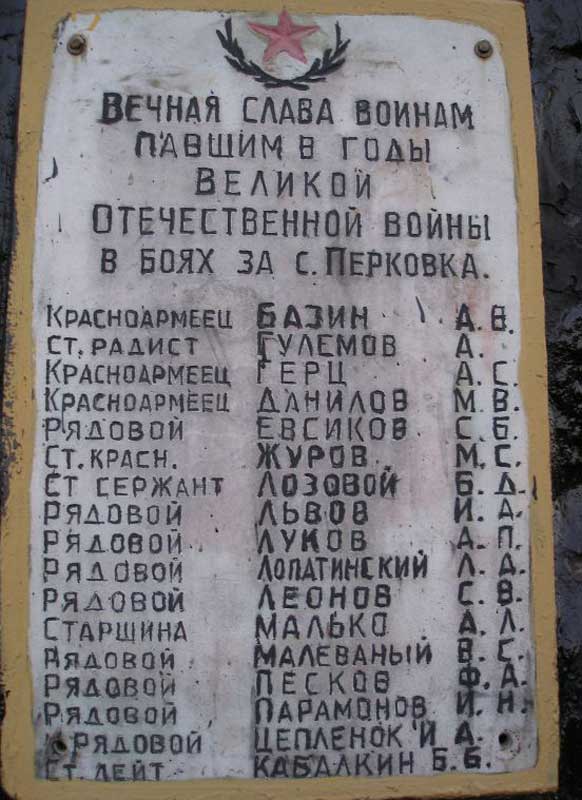 Вечная слава воинам
павшим в годы
Великой
Отечественной войны
в боях за с. Перковка.
Красноармеец Базин А. В.
Ст. радист Гулемов А.
Красноармеец Герц А. С.
Красноармеец Данилов М. В.
Рядовой Евсиков С. Б.
Ст. красн. Журов М. С.
Ст сержант Лозовой Б. Д.
Рядовой Львов И. А.
Рядовой Луков А. П.
Рядовой Лопатинский Л. Д.
Рядовой Леонов С. В.
Старшина Малько А. Л.
Рядовой Малеваный В. С.
Рядовой Песков Ф. А.
Рядовой Парамонов И. Н.
Рядовой Цепленок И А.
Ст. лейт Кабалкин Б. Б.